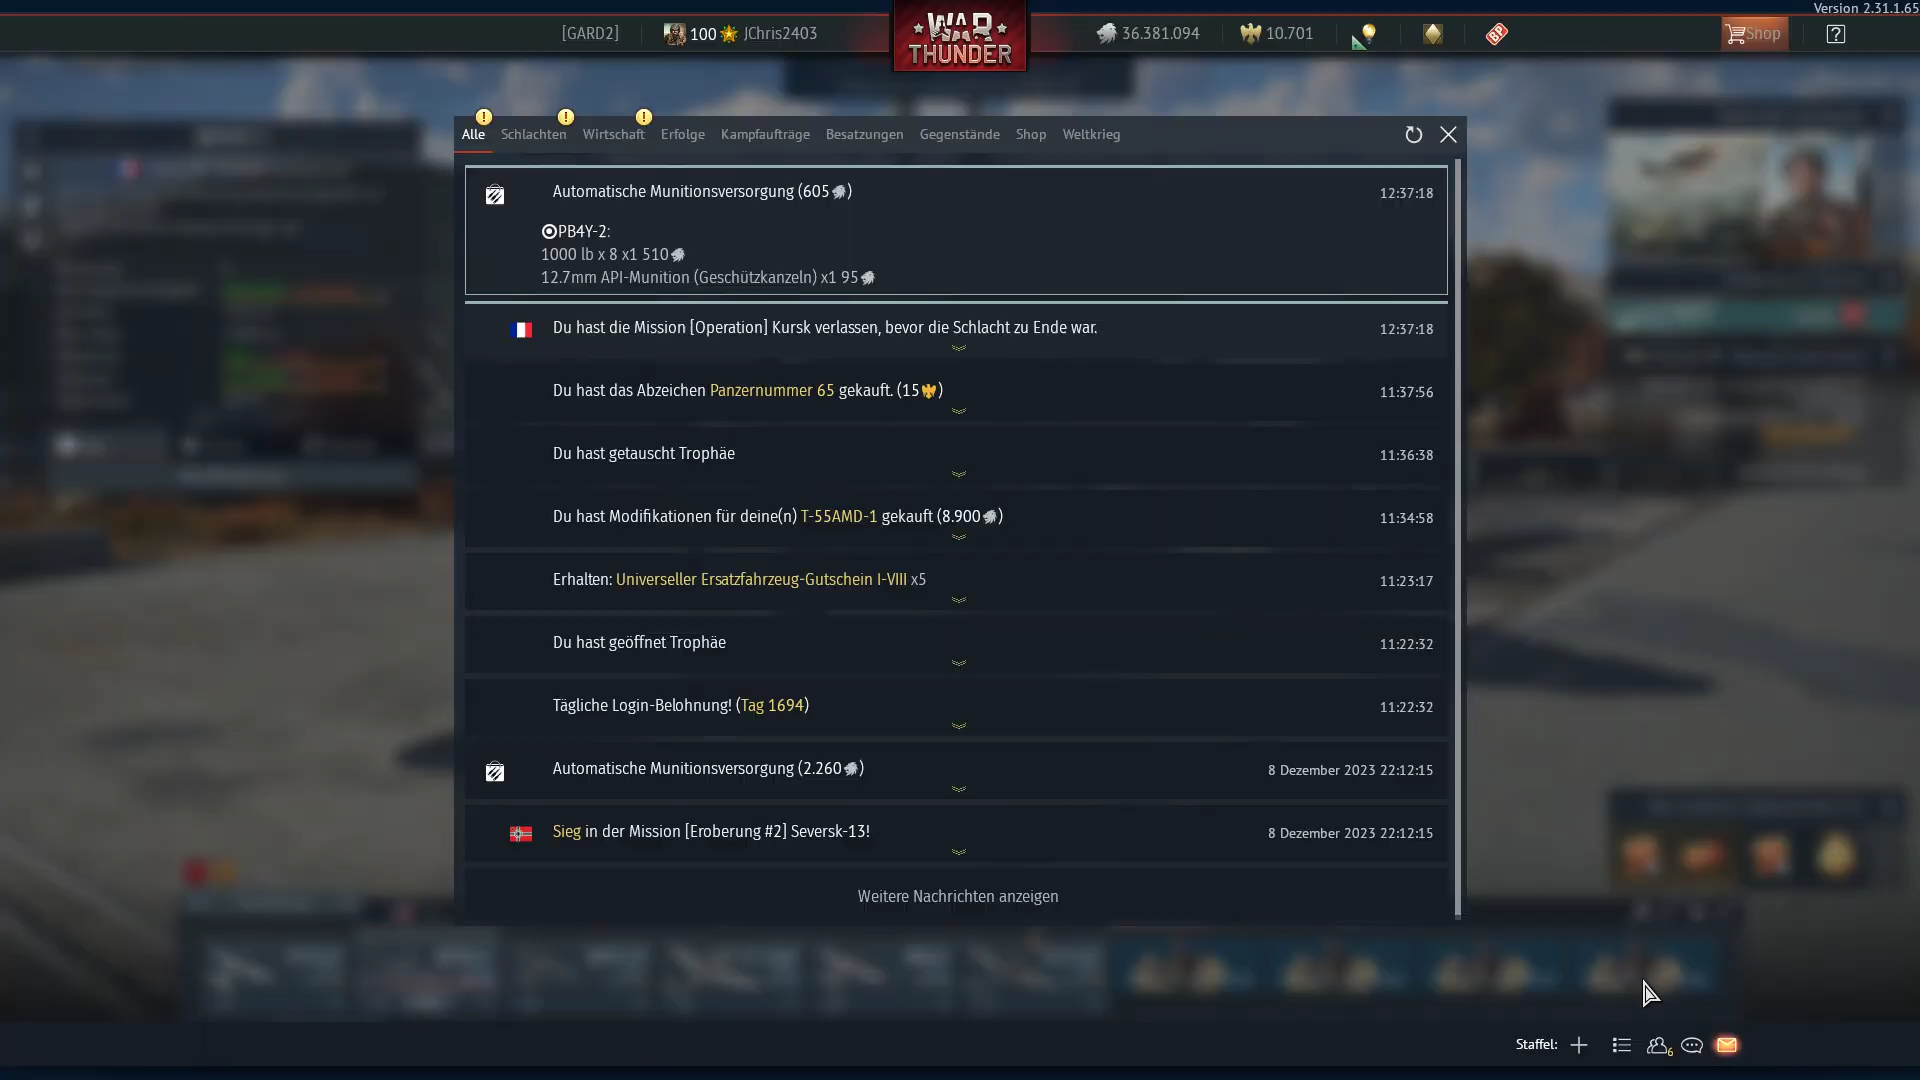 Version 2.31.1.65
[GARD2]
100 JChris2403
WAR THUNDER
36.381.094
10.701
BP
Shop
?
Alle Schlachten Wirtschaft Erfolge Kampfaufträge Besatzungen Gegenstände Shop Weltkrieg
Automatische Munitionsversorgung (605) 12:37:18
PB4Y-2:
1000 lb x 8 x1 510
12.7mm API-Munition (Geschützkanzeln) x1 95
Du hast die Mission [Operation] Kursk verlassen, bevor die Schlacht zu Ende war. 12:37:18
Du hast das Abzeichen Panzernummer 65 gekauft. (15) 11:37:56
Du hast getauscht Trophäe 11:36:38
Du hast Modifikationen für deine(n) T-55AMD-1 gekauft (8.900) 11:34:58
Erhalten: Universeller Ersatzfahrzeug-Gutschein I-VIII x5 11:23:17
Du hast geöffnet Trophäe 11:22:32
Tägliche Login-Belohnung! (Tag 1694) 11:22:32
Automatische Munitionsversorgung (2.260) 8 Dezember 2023 22:12:15
Sieg in der Mission [Eroberung #2] Seversk-13! 8 Dezember 2023 22:12:15
Weitere Nachrichten anzeigen
Staffel:
6